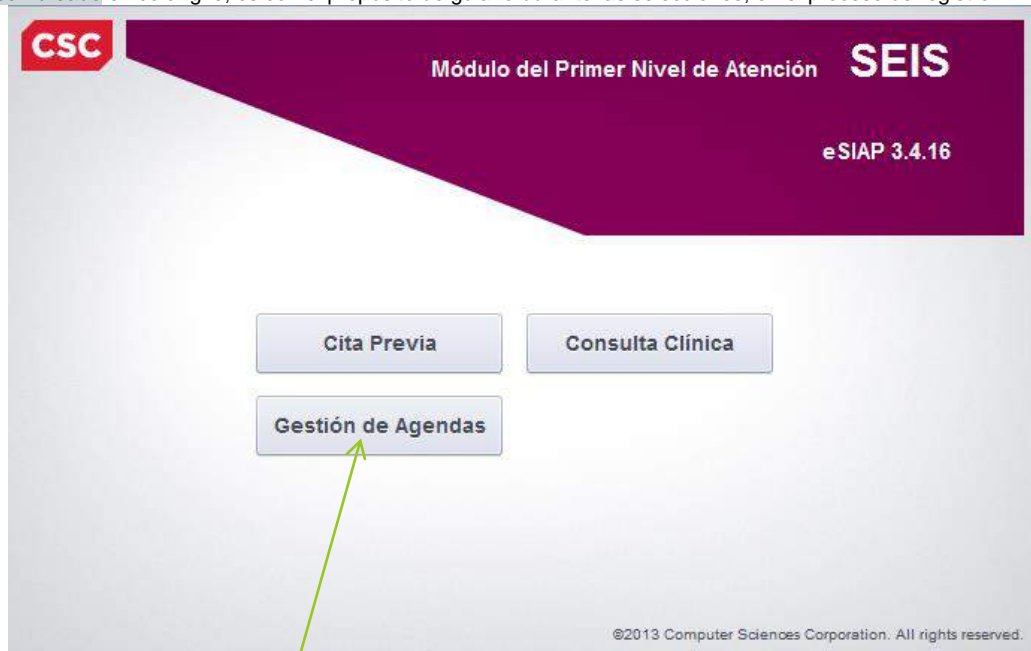 CSC
Módulo del Primer Nivel de Atención SEIS
eSIAP 3.4.16
Cita Previa
Consulta Clínica
Gestión de Agendas
©2013 Computer Sciences Corporation. All rights reserved.